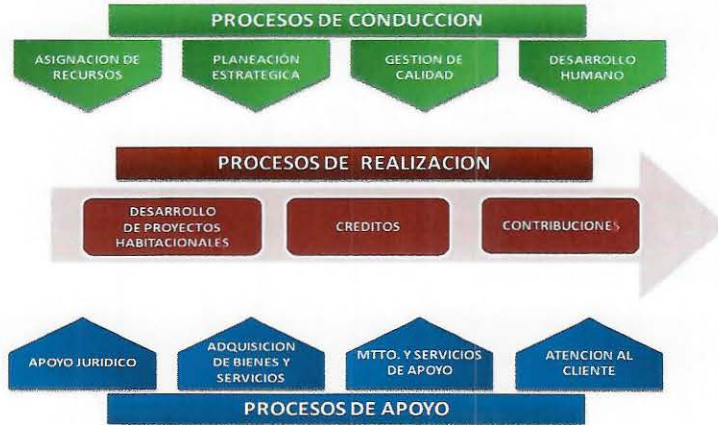 PROCESOS DE CONDUCCION
ASIGNACION DE
RECURSOS
PLANEACIÓN
ESTRATEGICA
GESTION DE
CALIDAD
DESARROLLO
HUMANO
PROCESOS DE REALIZACION
DESARROLLO
DE PROYECTOS
HABITACIONALES
CREDITOS
CONTRIBUCIONES
APOYO JURIDICO
ADQUISICION
DE BIENES Y
SERVICIOS
MTTO. Y SERVICIOS
DE APOYO
ATENCION AL
CLIENTE
PROCESOS DE APOYO